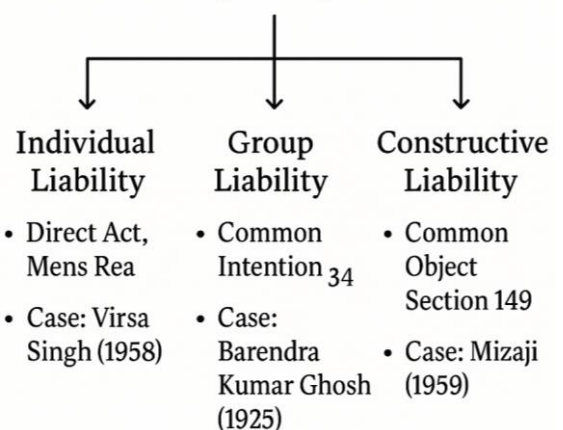 Individual
Liability
• Direct Act,
Mens Rea
• Case: Virsa
Singh (1958)
Group
Liability
• Common
Intention 34
• Case:
Barendra
Kumar Ghosh
(1925)
Constructive
Liability
• Common
Object
Section 149
• Case: Mizaji
(1959)